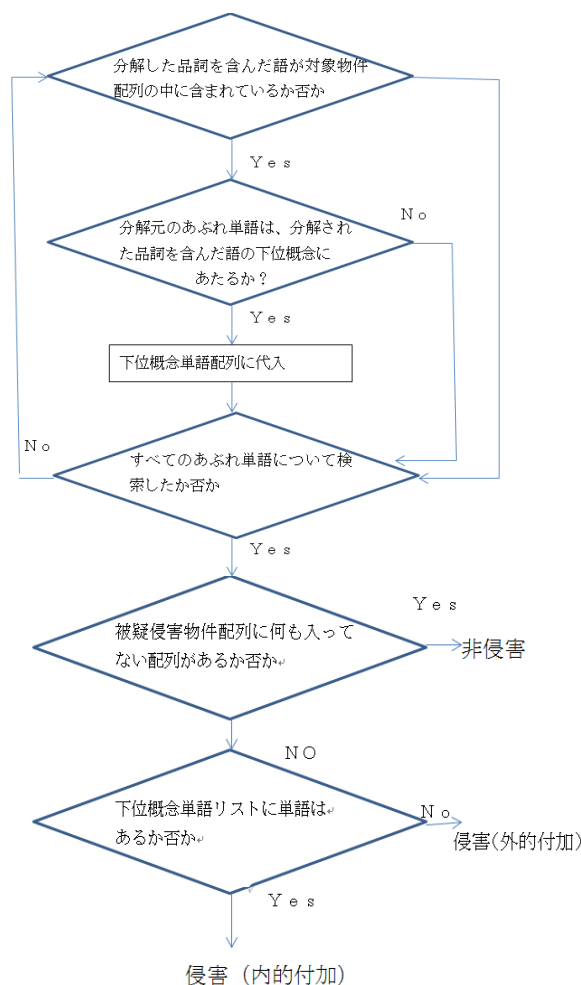 分解した品詞を含んだ語が対象物件
配列の中に含まれているか否か
Ｙｅｓ
Ｎｏ
分解元のあぶれ単語は、分解され
た品詞を含んだ語の下位概念に
あたるか？
Ｙｅｓ
下位概念単語配列に代入
Ｎｏ
すべてのあぶれ単語について検
索したか否か
Ｙｅｓ
Ｙｅｓ
被疑侵害物件配列に何も入って
ない配列があるか否か
非侵害
ＮＯ
下位概念単語リストに単語は
あるか否か
Ｎｏ
侵害（外的付加）
Ｙｅｓ
侵害（内的付加）